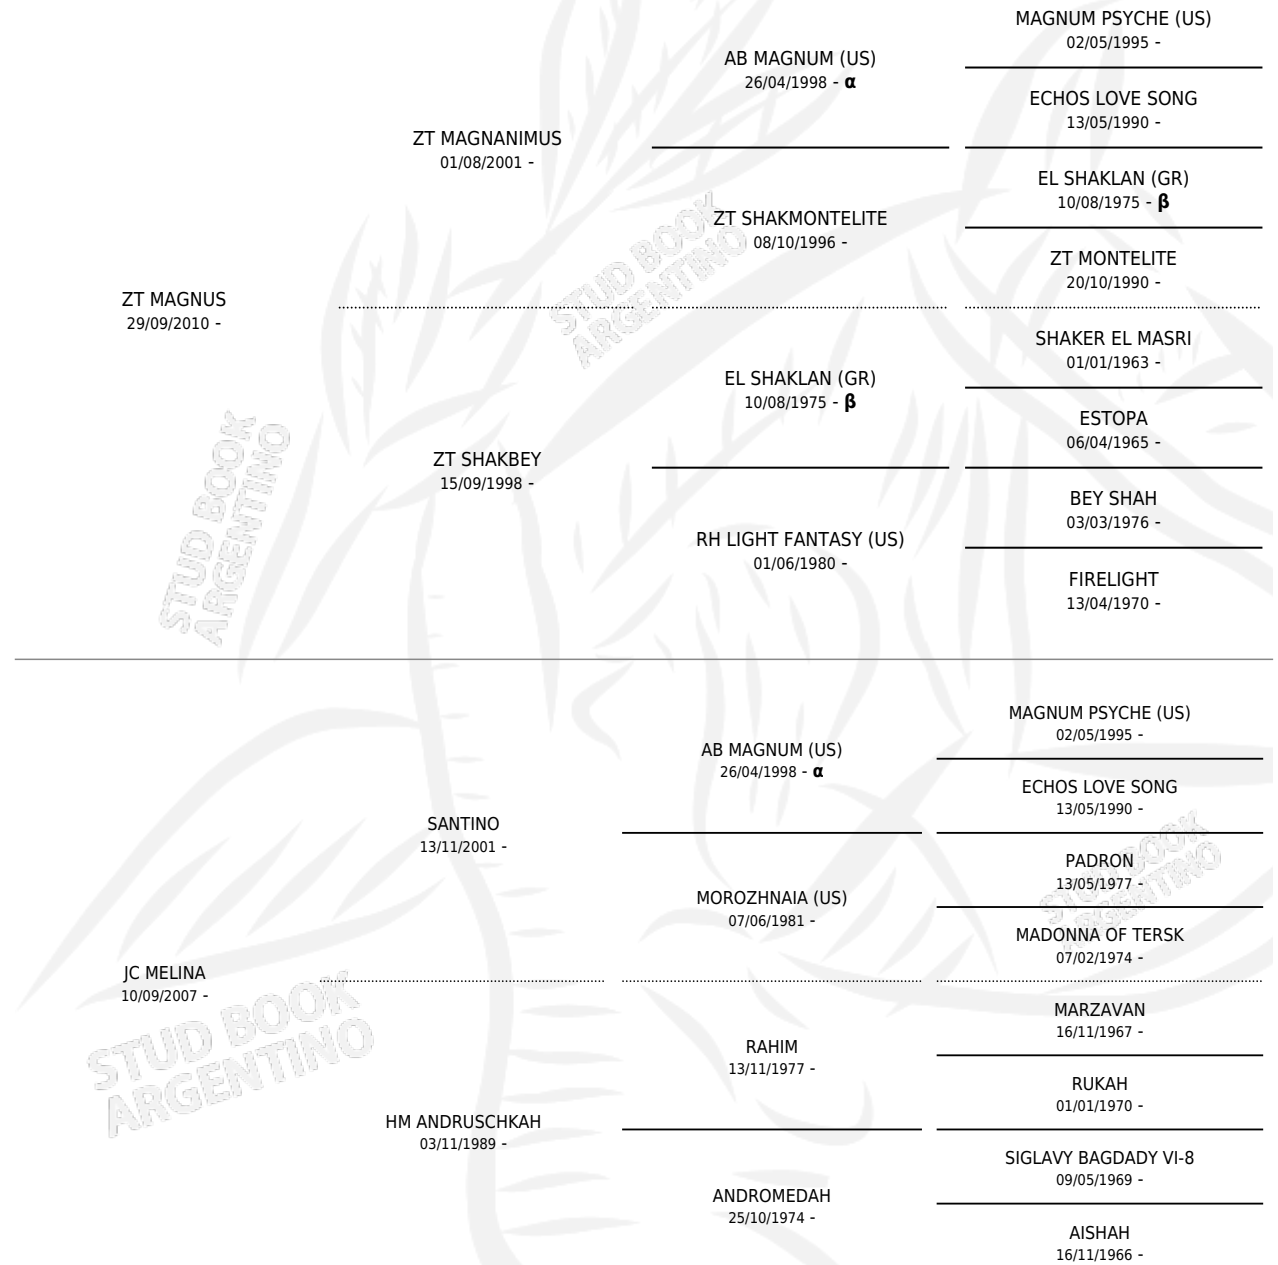 MAGNUM PSYCHE (US)
02/05/1995 -
AB MAGNUM (US)
26/04/1998 - α
ECHOS LOVE SONG
13/05/1990 -
ZT MAGNANIMUS
01/08/2001 -
EL SHAKLAN (GR)
10/08/1975 - β
ZT SHAKMONTELITE
08/10/1996 -
ZT MONTELITE
20/10/1990 -
ZT MAGNUS
29/09/2010 -
SHAKER EL MASRI
01/01/1963 -
EL SHAKLAN (GR)
10/08/1975 - β
ESTOPA
06/04/1965 -
ZT SHAKBEY
15/09/1998 -
BEY SHAH
03/03/1976 -
RH LIGHT FANTASY (US)
01/06/1980 -
FIRELIGHT
13/04/1970 -
STUD BOOK
ARGENTINO
STUD BOOK
ARGENTINO
MAGNUM PSYCHE (US)
02/05/1995 -
AB MAGNUM (US)
26/04/1998 - α
ECHOS LOVE SONG
13/05/1990 -
SANTINO
13/11/2001 -
PADRON
13/05/1977 -
MOROZHNAIA (US)
07/06/1981 -
MADONNA OF TERSK
07/02/1974 -
JC MELINA
10/09/2007 -
MARZAVAN
16/11/1967 -
RAHIM
13/11/1977 -
RUKAH
01/01/1970 -
HM ANDRUSCHKAH
03/11/1989 -
SIGLAVY BAGDADY VI-8
09/05/1969 -
ANDROMEDAH
25/10/1974 -
AISHAH
16/11/1966 -
STUD BOOK
ARGENTINO
STUD BOOK
ARGENTINO